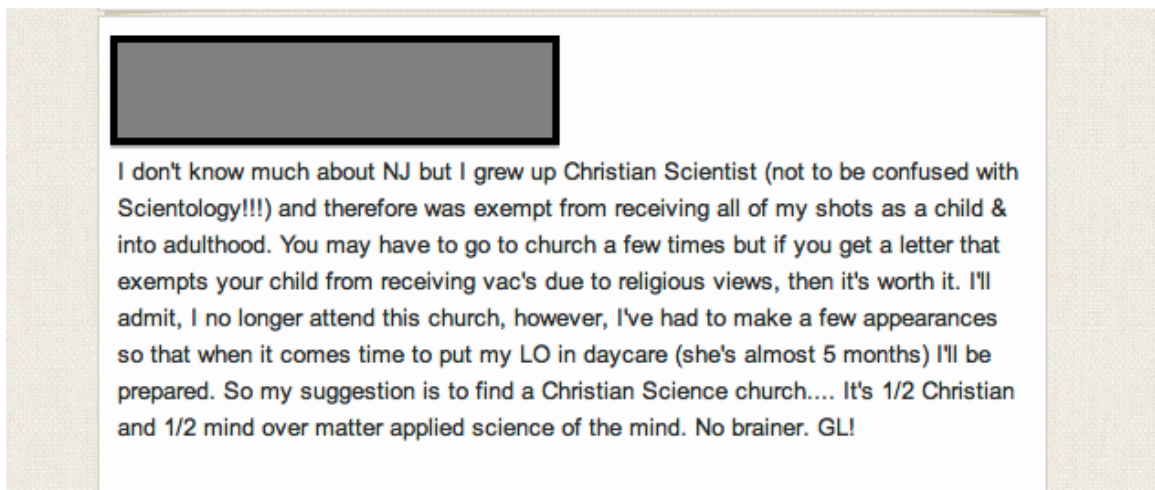 I don't know much about NJ but I grew up Christian Scientist (not to be confused with
Scientology!!!) and therefore was exempt from receiving all of my shots as a child &
into adulthood. You may have to go to church a few times but if you get a letter that
exempts your child from receiving vac's due to religious views, then it's worth it. I'll
admit, I no longer attend this church, however, I've had to make a few appearances
so that when it comes time to put my LO in daycare (she's almost 5 months) I'll be
prepared. So my suggestion is to find a Christian Science church.... It's 1/2 Christian
and 1/2 mind over matter applied science of the mind. No brainer. GL!